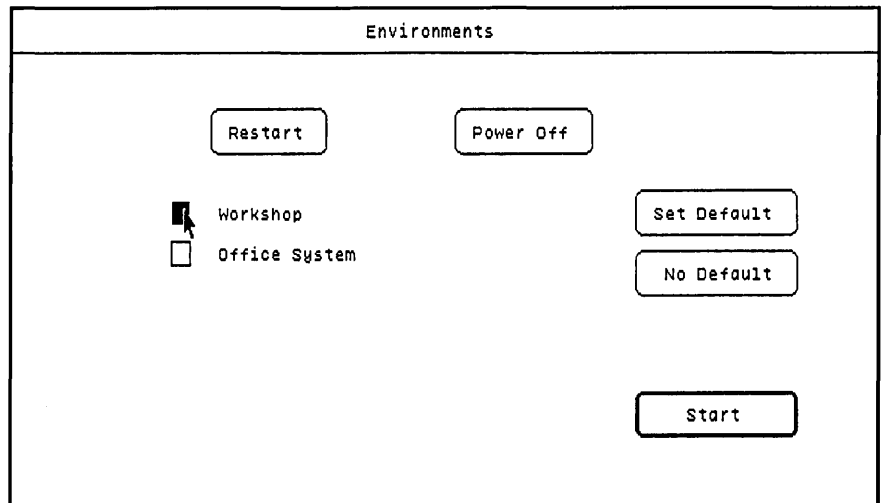 Environments
Restart
Power Off
Workshop
Set Default
Office System
No Default
Start